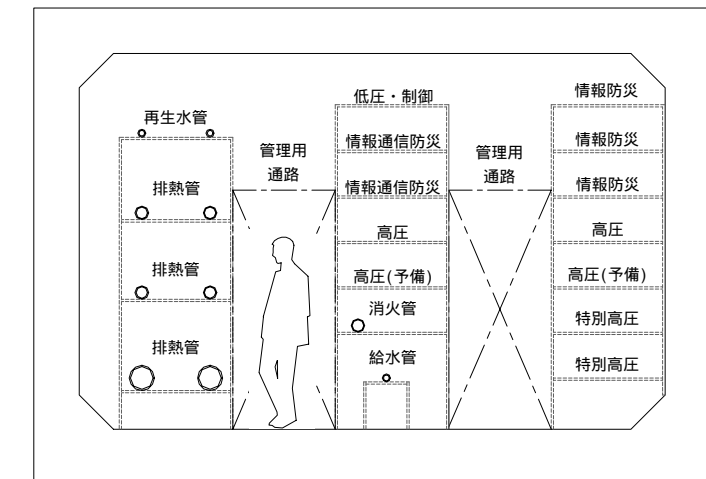 再生水管
排熱管
排熱管
排熱管
管理用
通路
低圧・制御
情報通信防災
情報通信防災
高圧
高圧(予備)
消火管
給水管
管理用
通路
情報防災
情報防災
情報防災
高圧
高圧(予備)
特別高圧
特別高圧